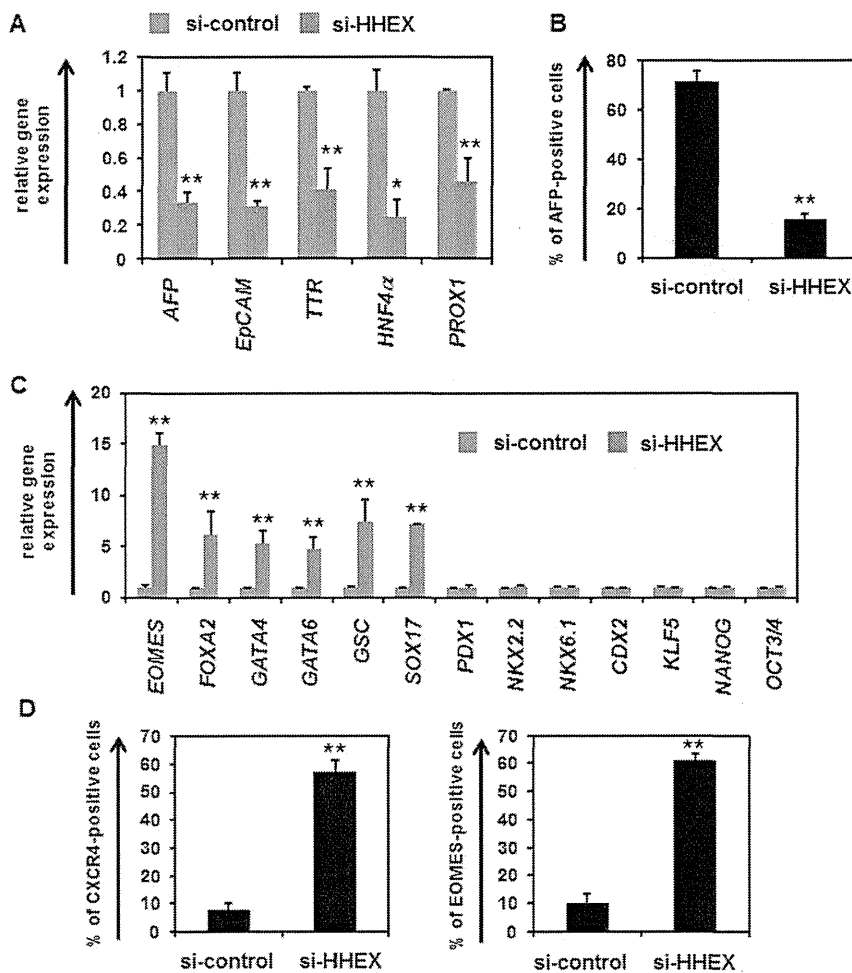 A
si-control si-HHEX
relative gene
expression
1.2
1
0.8
0.6
0.4
0.2
0
** ** ** * **
AFP EpCAM TTR HNF4α PROX1
B
% of AFP-positive cells
80
60
40
20
0
**
si-control si-HHEX
C
relative gene
expression
20
15
10
5
0
si-control si-HHEX
** ** ** ** ** **
EOMES FOXA2 GATA4 GATA6 GSC SOX17 PDX1 NKX2.2 NKX6.1 CDX2 KLF5 NANOG OCT3/4
D
% of CXCR4-positive cells
70
60
50
40
30
20
10
0
**
si-control si-HHEX
% of EOMES-positive cells
70
60
50
40
30
20
10
0
**
si-control si-HHEX